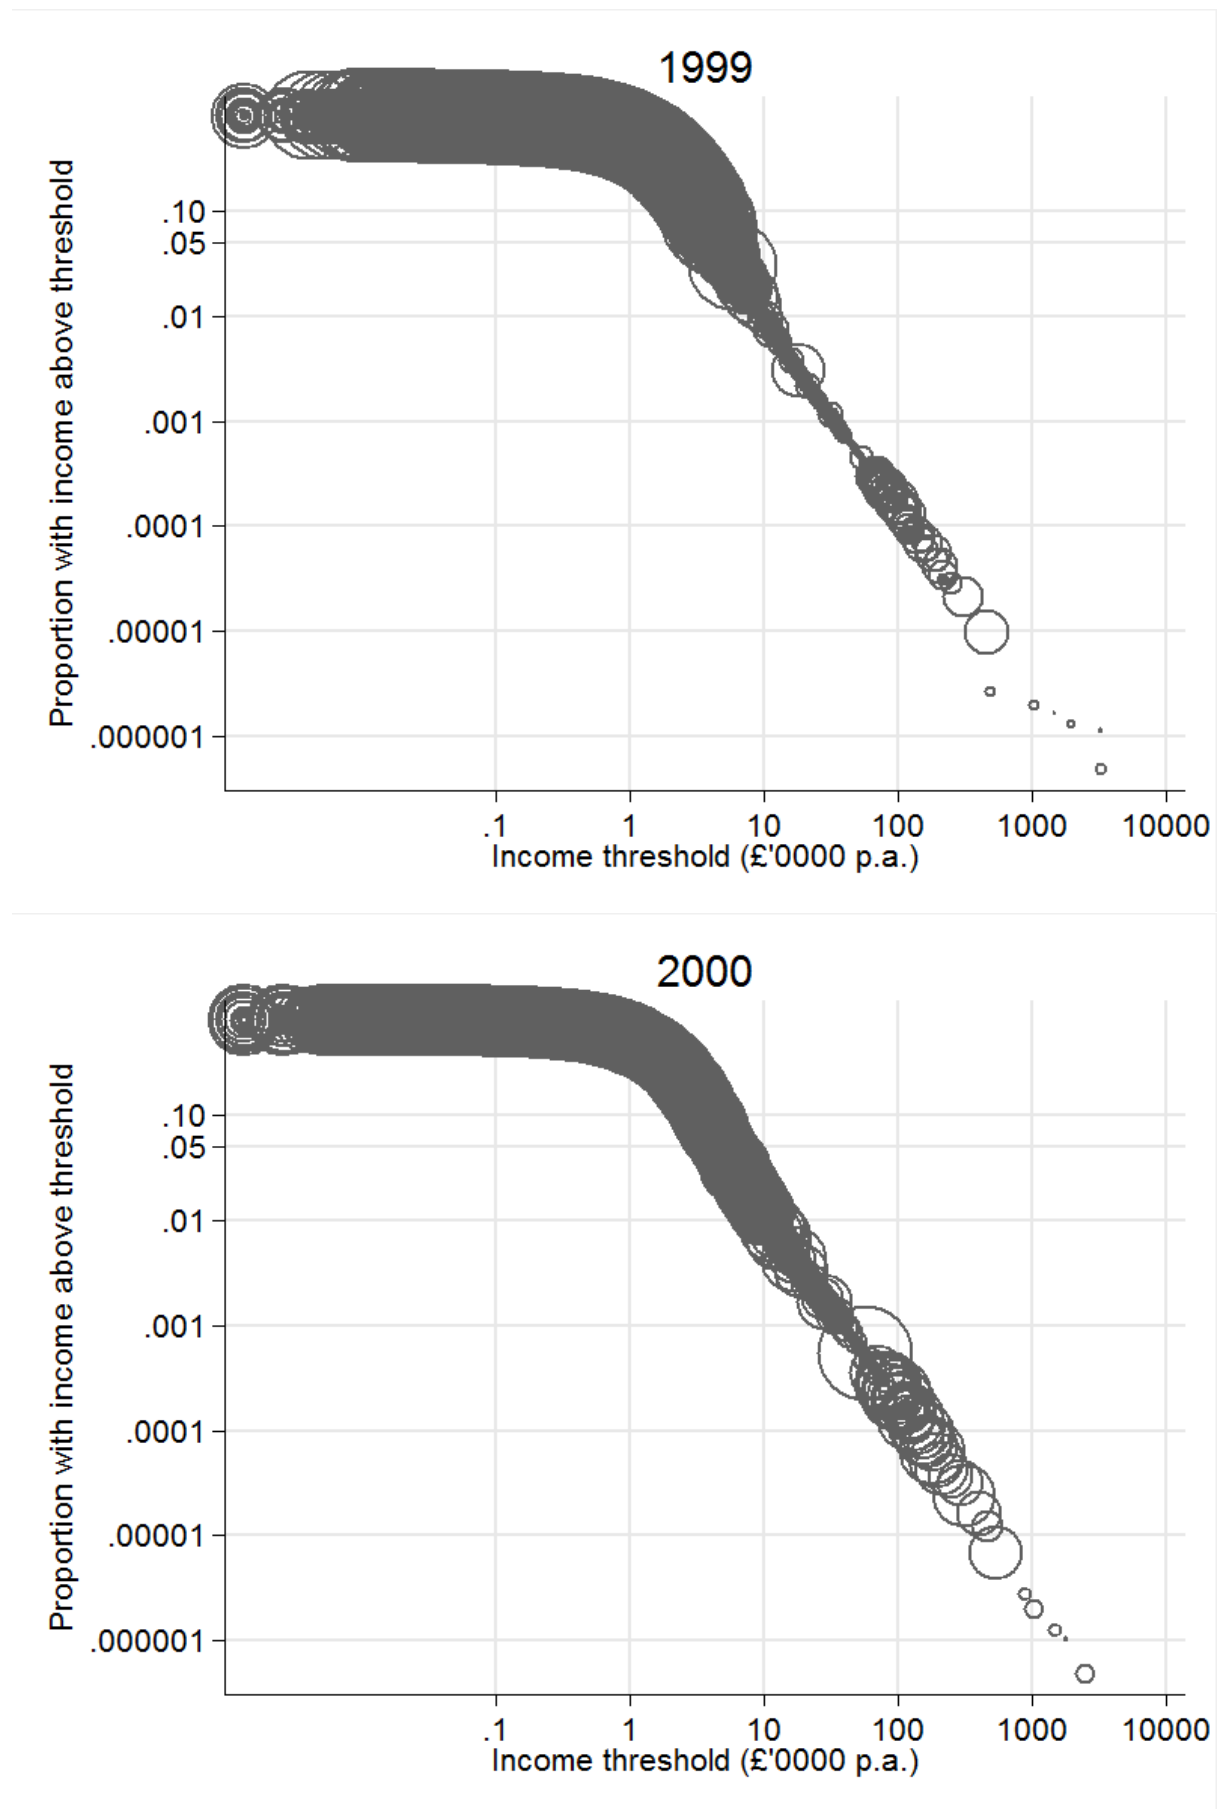 1999
Proportion with income above threshold
.10
.05
.01
.001
.0001
.00001
.000001
.1 1 10 100 1000 10000
Income threshold (£'0000 p.a.)
2000
Proportion with income above threshold
.10
.05
.01
.001
.0001
.00001
.000001
.1 1 10 100 1000 10000
Income threshold (£'0000 p.a.)